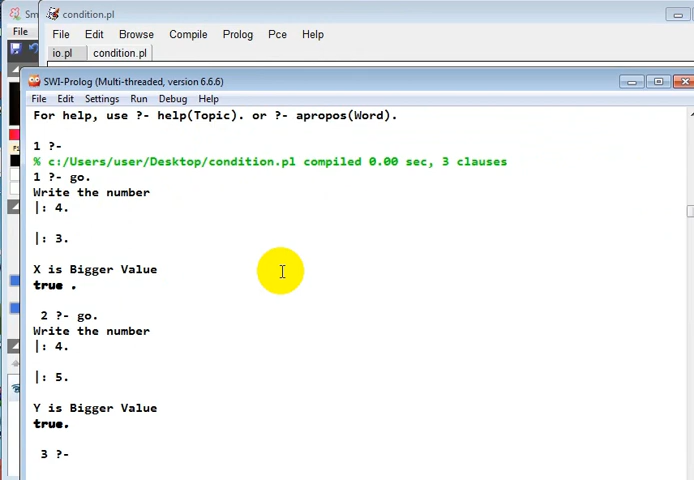 Sm
condition.pl
File
File Edit Browse Compile Prolog Pce Help
io.pl condition.pl
SWI-Prolog (Multi-threaded, version 6.6.6)
File Edit Settings Run Debug Help
For help, use ?- help(Topic). or ?- apropos(Word).
1 ?-
% c:/Users/user/Desktop/condition.pl compiled 0.00 sec, 3 clauses
1 ?- go.
Write the number
|: 4.
|: 3.
X is Bigger Value
true .
2 ?- go.
Write the number
|: 4.
|: 5.
Y is Bigger Value
true.
3 ?-